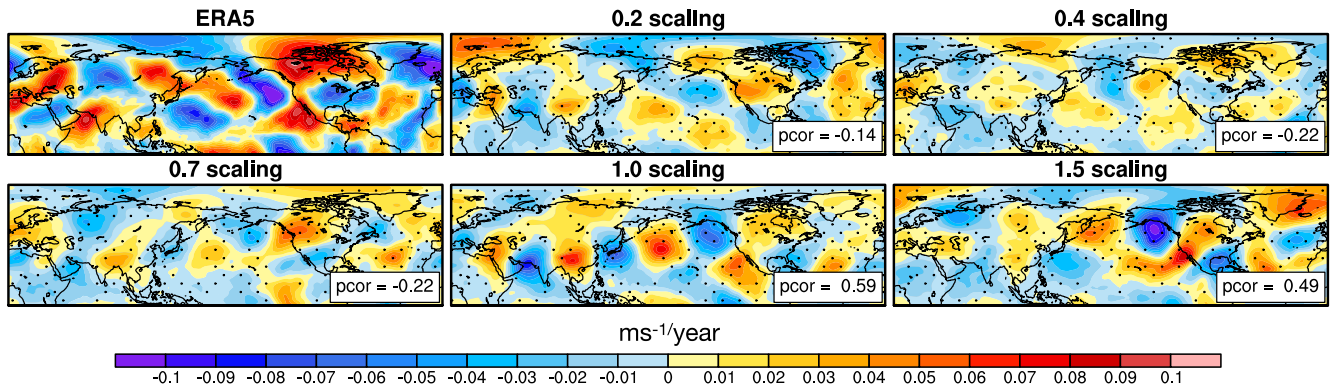 ERA5
0.2 scaling
0.4 scaling
pcor = -0.14
pcor = -0.22
0.7 scaling
1.0 scaling
1.5 scaling
pcor = -0.22
pcor = 0.59
pcor = 0.49
ms-1/year
-0.1 -0.09 -0.08 -0.07 -0.06 -0.05 -0.04 -0.03 -0.02 -0.01 0 0.01 0.02 0.03 0.04 0.05 0.06 0.07 0.08 0.09 0.1